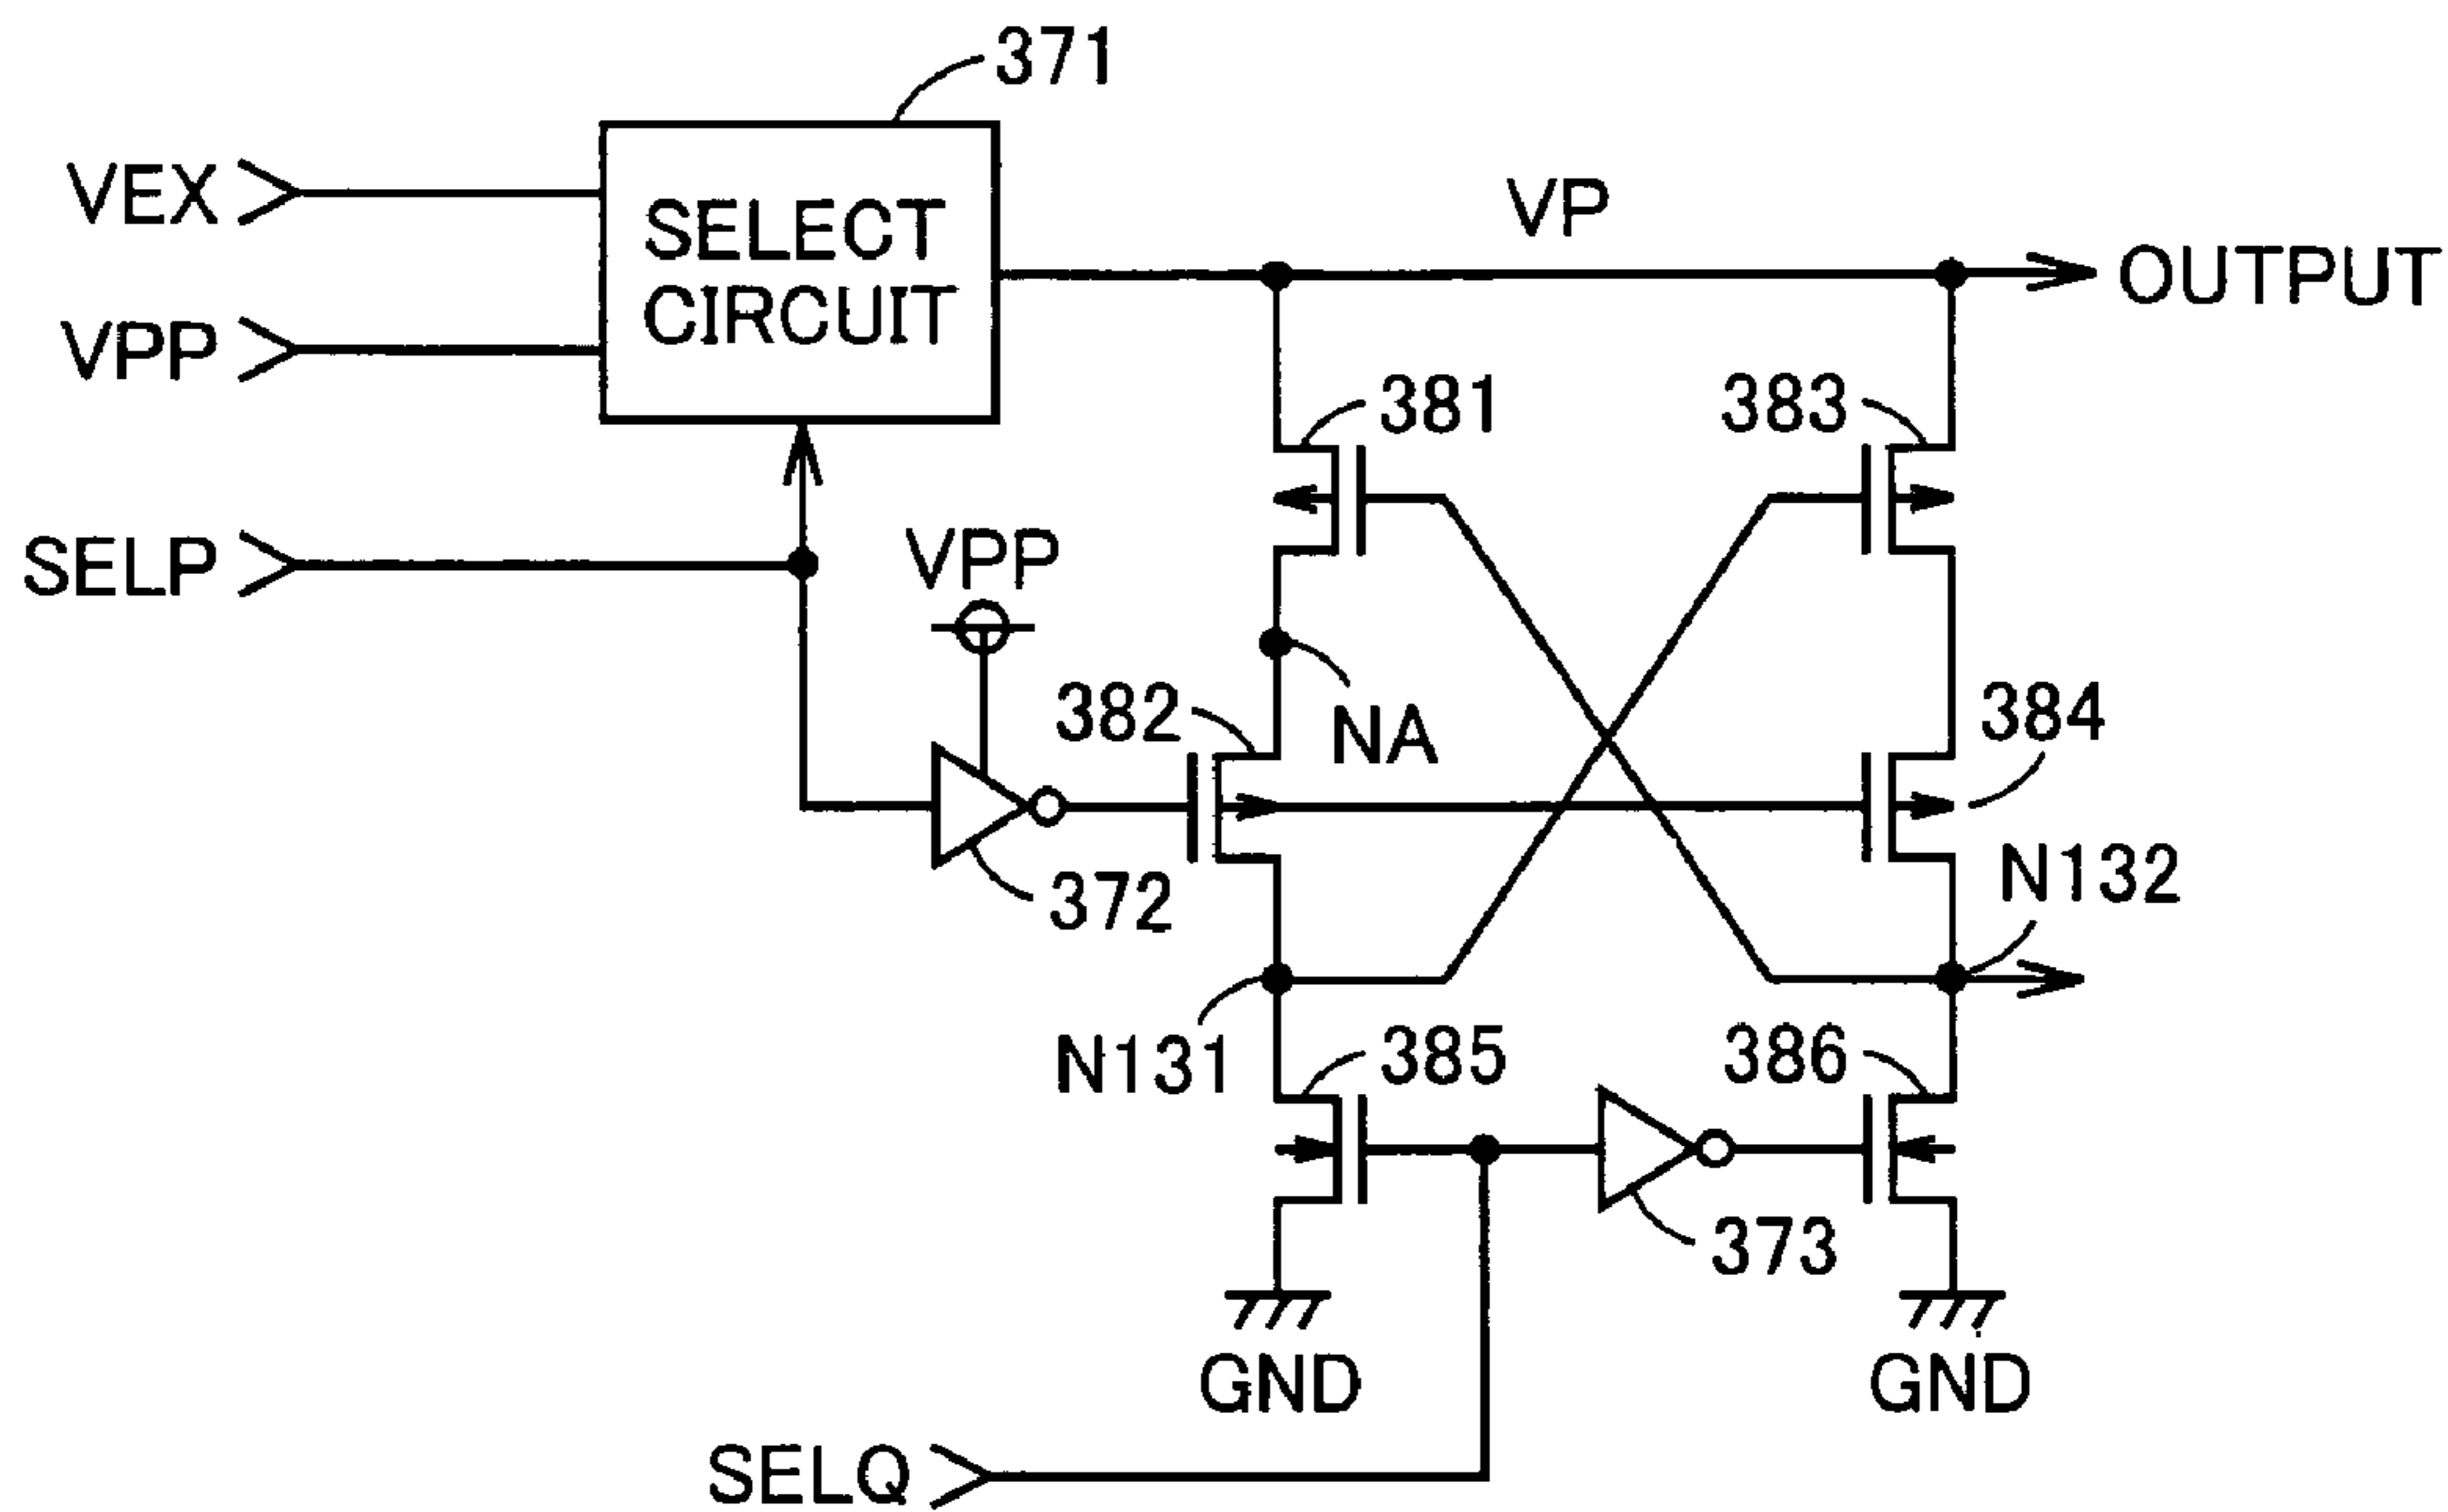 371
VEX
SELECT
CIRCUIT
VP
OUTPUT
VPP
381
383
SELP
VPP
382
NA
384
372
N132
N131
385
386
373
GND
GND
SELQ